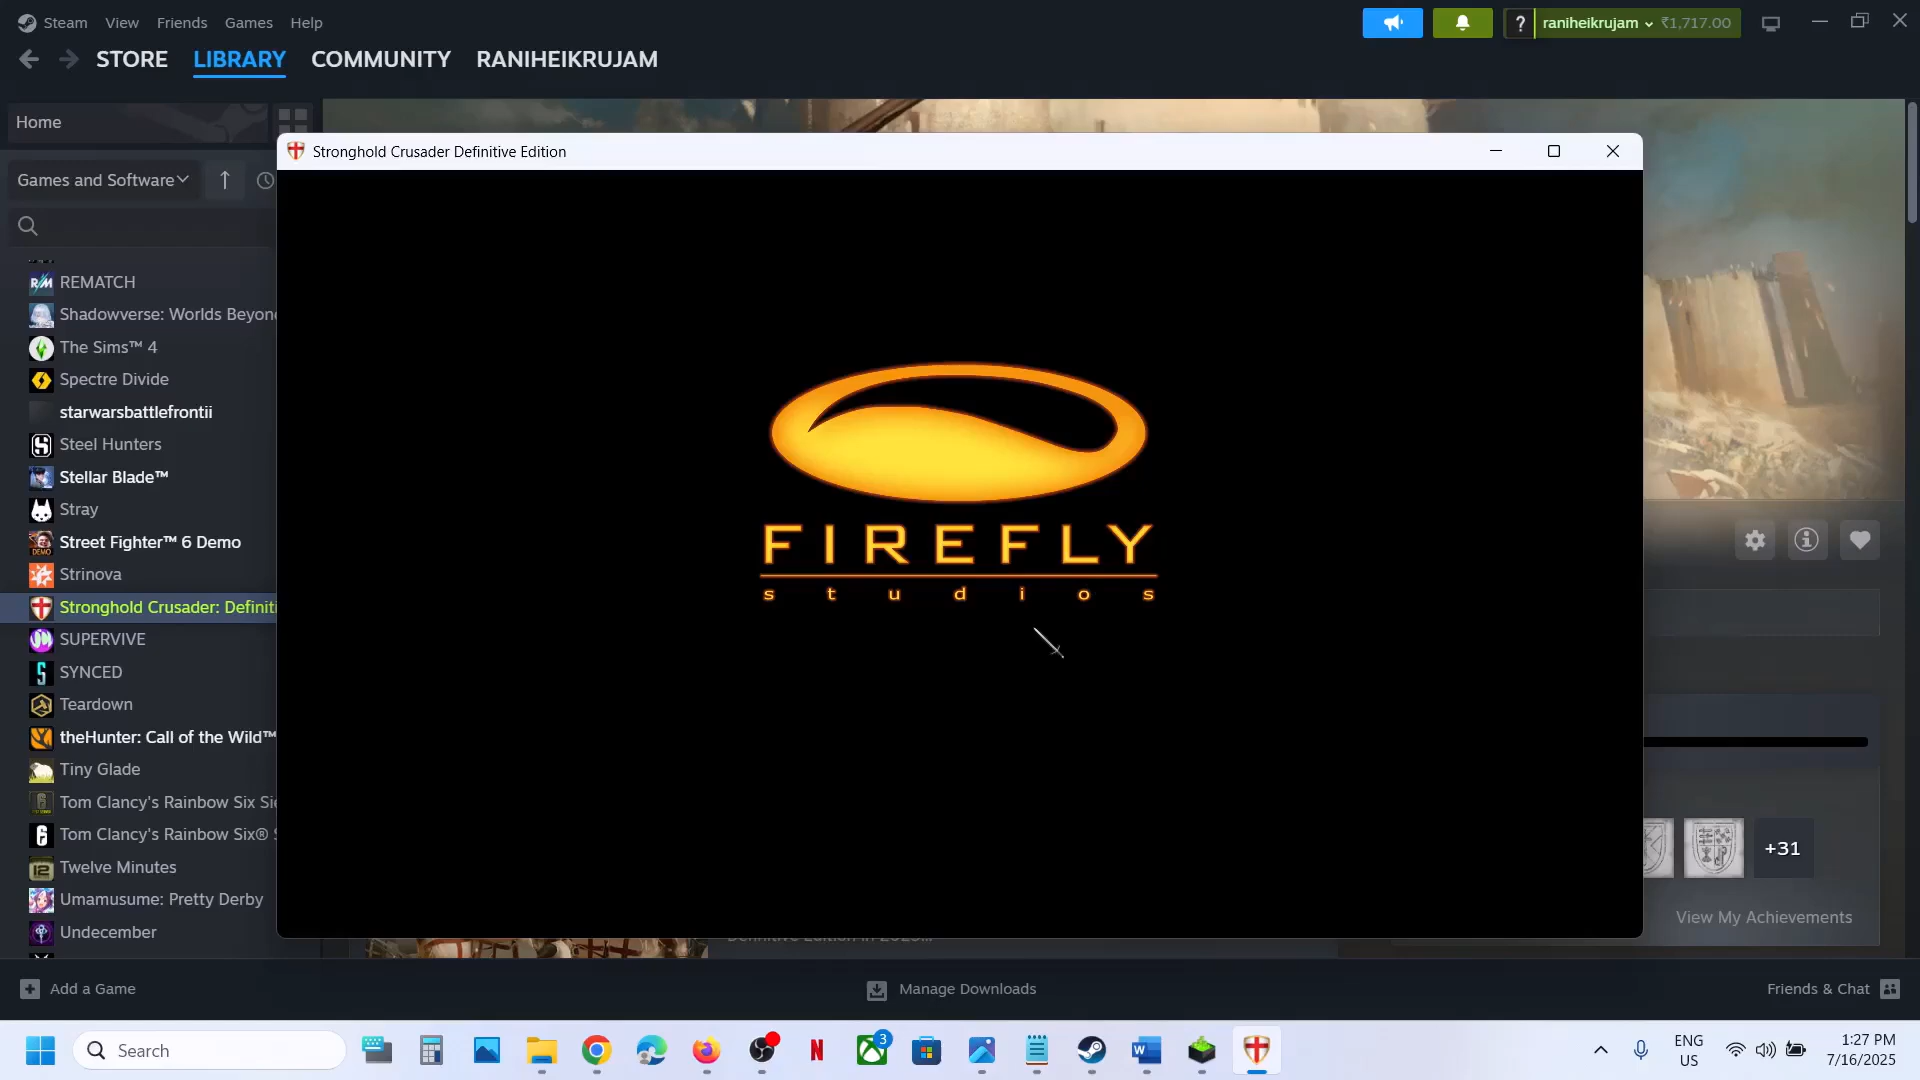 Steam View Friends Games Help
? raniheikrujam ₹1,717.00
STORE LIBRARY COMMUNITY RANIHEIKRUJAM
Home
Games and Software
Stronghold Crusader Definitive Edition
REMATCH
Shadowverse: Worlds Beyon
The Sims™ 4
Spectre Divide
starwarsbattlefrontii
Steel Hunters
Stellar Blade™
Stray
Street Fighter™ 6 Demo
Strinova
Stronghold Crusader: Definiti
SUPERVIVE
SYNCED
Teardown
theHunter: Call of the Wild™
Tiny Glade
Tom Clancy's Rainbow Six Sie
Tom Clancy's Rainbow Six® S
Twelve Minutes
Umamusume: Pretty Derby
Undecember
FIREFLY
studios
+31
View My Achievements
Add a Game
Manage Downloads
Friends & Chat
Search
3
ENG
US
1:27 PM
7/16/2025